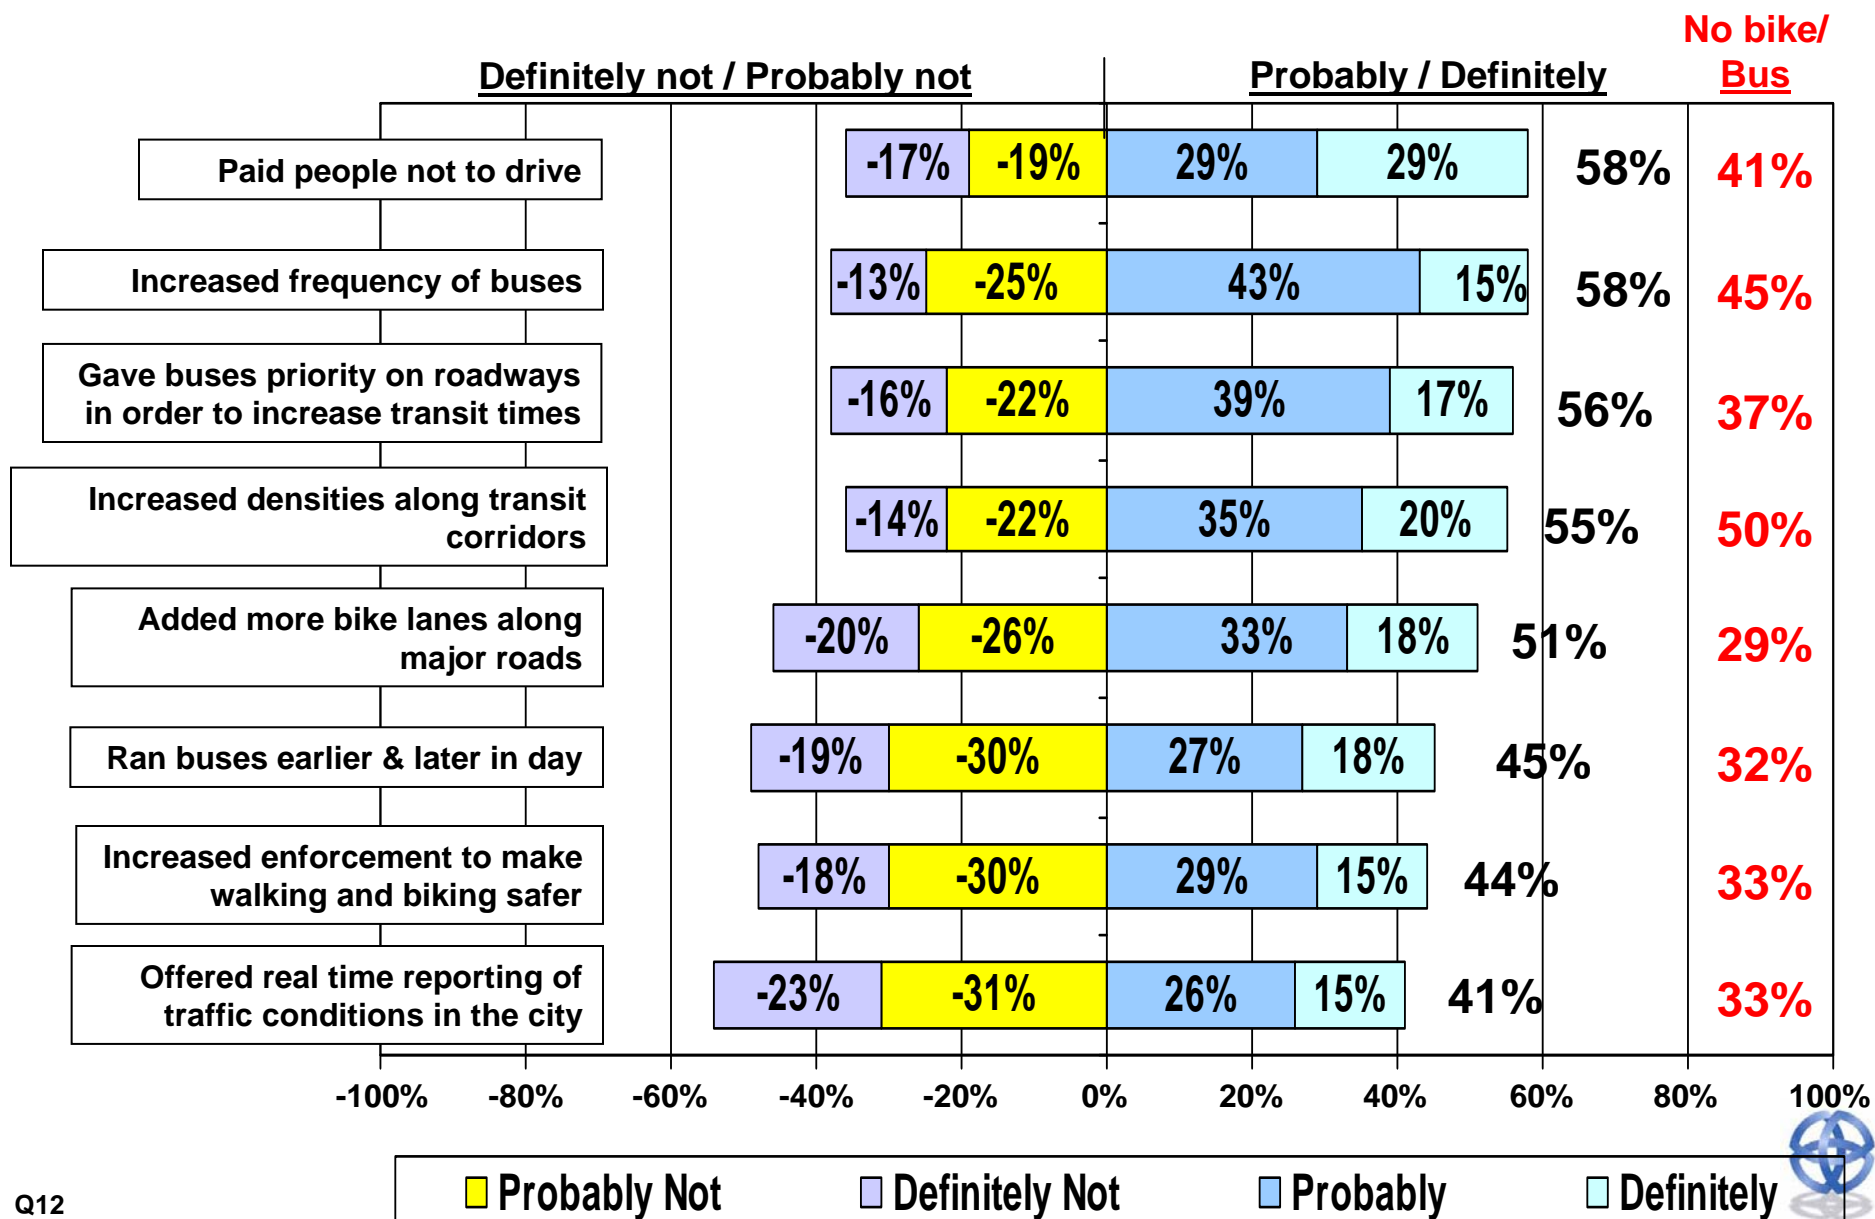 No bike/
Definitely not / Probably not Probably / Definitely Bus
Paid people not to drive -17% -19% 29% 29% 58% 41%
Increased frequency of buses -13% -25% 43% 15% 58% 45%
Gave buses priority on roadways
in order to increase transit times -16% -22% 39% 17% 56% 37%
Increased densities along transit
corridors -14% -22% 35% 20% 55% 50%
Added more bike lanes along
major roads -20% -26% 33% 18% 51% 29%
Ran buses earlier & later in day -19% -30% 27% 18% 45% 32%
Increased enforcement to make
walking and biking safer -18% -30% 29% 15% 44% 33%
Offered real time reporting of
traffic conditions in the city -23% -31% 26% 15% 41% 33%
-100% -80% -60% -40% -20% 0% 20% 40% 60% 80% 100%
Probably Not Definitely Not Probably Definitely
Q12